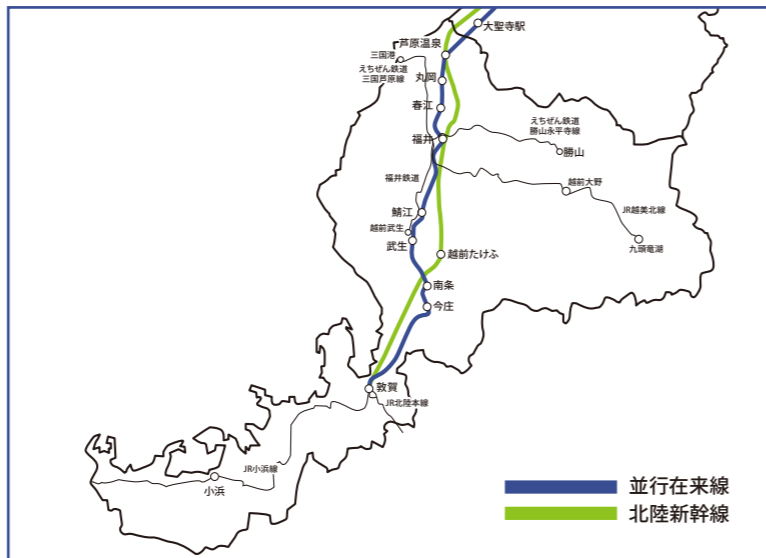 大聖寺駅
芦原温泉
三国港
えちぜん鉄道
三国芦原線
丸岡
春江
えちぜん鉄道
勝山永平寺線
福井
勝山
福井鉄道
越前大野
鯖江
JR越美北線
越前武生
武生
九頭竜湖
越前たけふ
南条
今庄
敦賀
JR北陸本線
JR小浜線
小浜
並行在来線
北陸新幹線